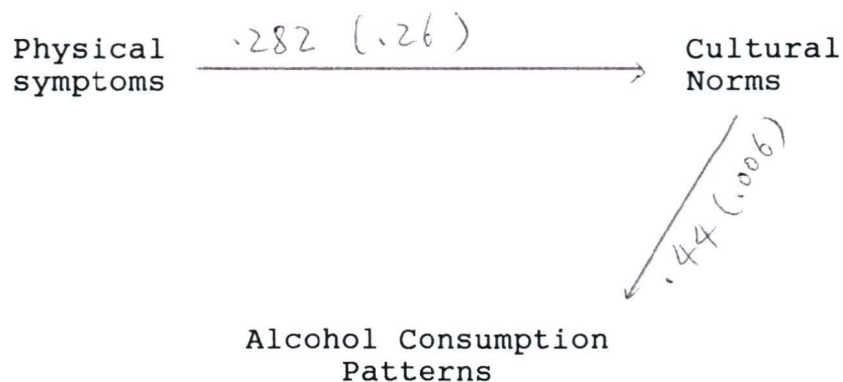 Physical
symptoms
.282 (.26)
Cultural
Norms
.44 (.006)
Alcohol Consumption
Patterns